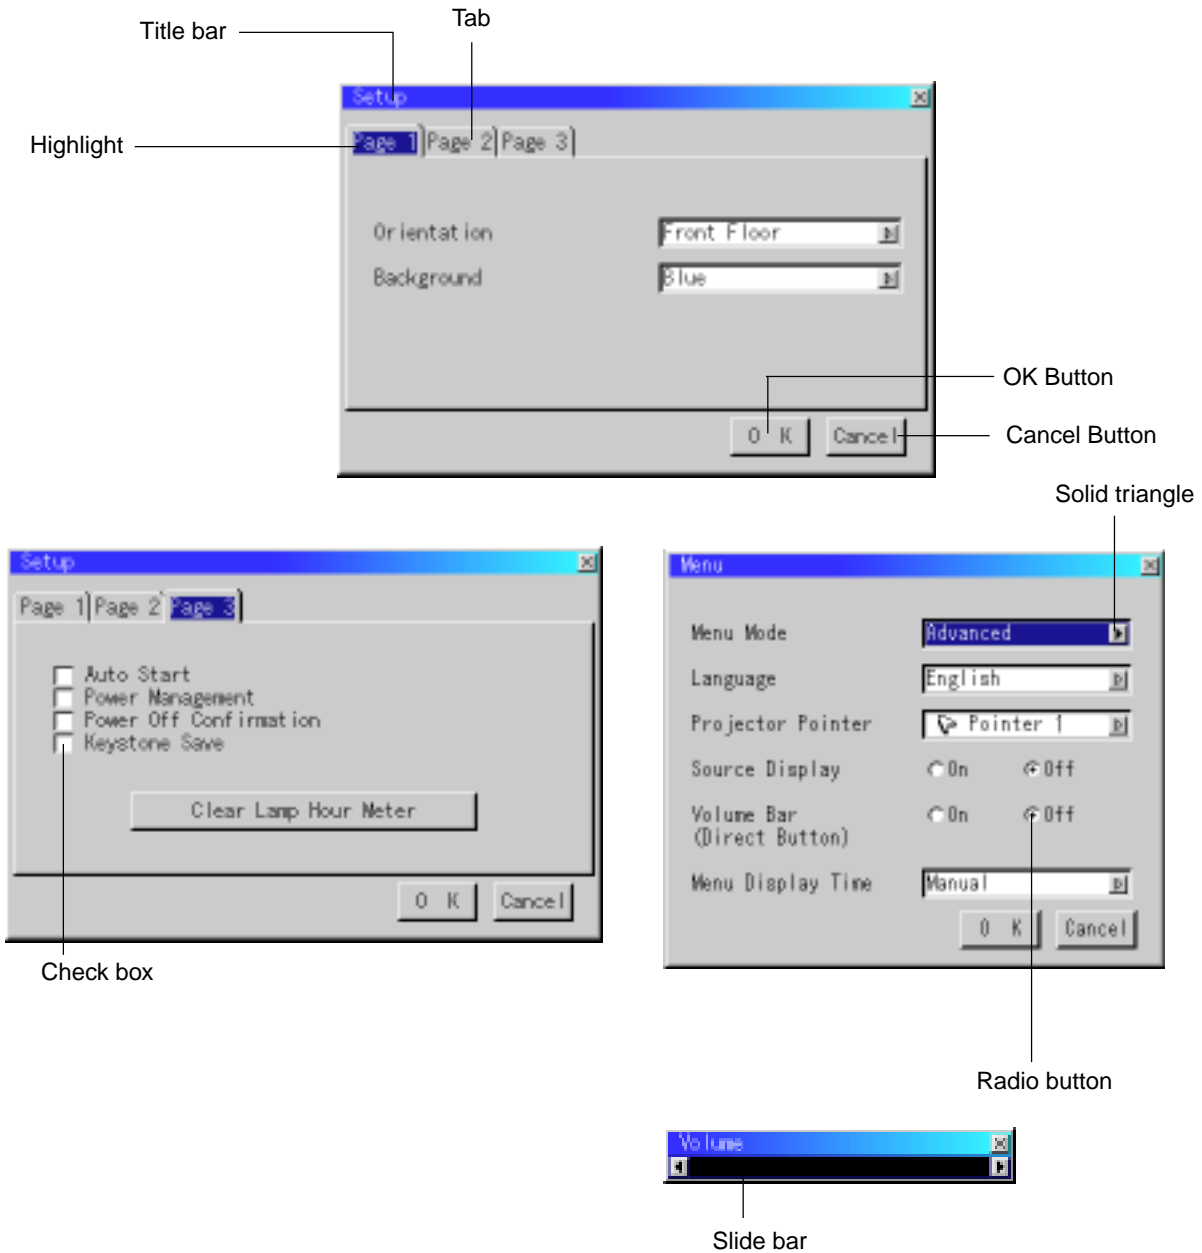 Tab
Title bar
Setup
Highlight
Page 1 Page 2 Page 3
Orientation Front Floor
Background Blue
OK Button
O K Cancel
Cancel Button
Solid triangle
Setup
Page 1 Page 2 Page 3
Auto Start
Power Management
Power Off Confirmation
Keystone Save
Clear Lamp Hour Meter
O K Cancel
Check box
Menu
Menu Mode Advanced
Language English
Projector Pointer Pointer 1
Source Display On Off
Volume Bar On Off
(Direct Button)
Menu Display Time Manual
O K Cancel
Radio button
Volume
Slide bar